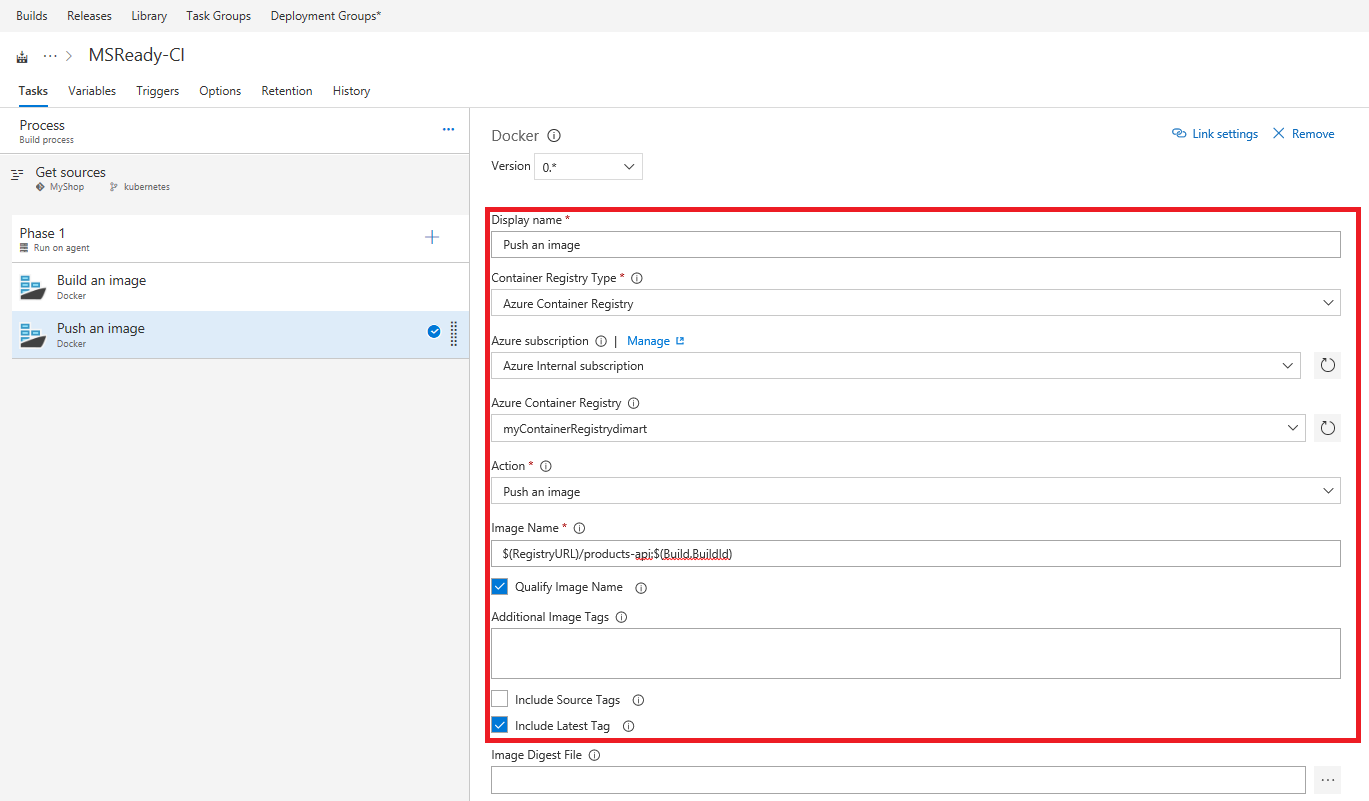 Builds Releases Library Task Groups Deployment Groups*
··· > MSReady-CI
Tasks Variables Triggers Options Retention History
Process
Build process
Get sources
MyShop kubernetes
Phase 1
Run on agent
Build an image
Docker
Push an image
Docker
Docker
Link settings Remove
Version 0.*
Display name *
Push an image
Container Registry Type *
Azure Container Registry
Azure subscription | Manage
Azure Internal subscription
Azure Container Registry
myContainerRegistrydimart
Action *
Push an image
Image Name *
$(RegistryURL)/products-api:$(Build.BuildId)
Qualify Image Name
Additional Image Tags
Include Source Tags
Include Latest Tag
Image Digest File